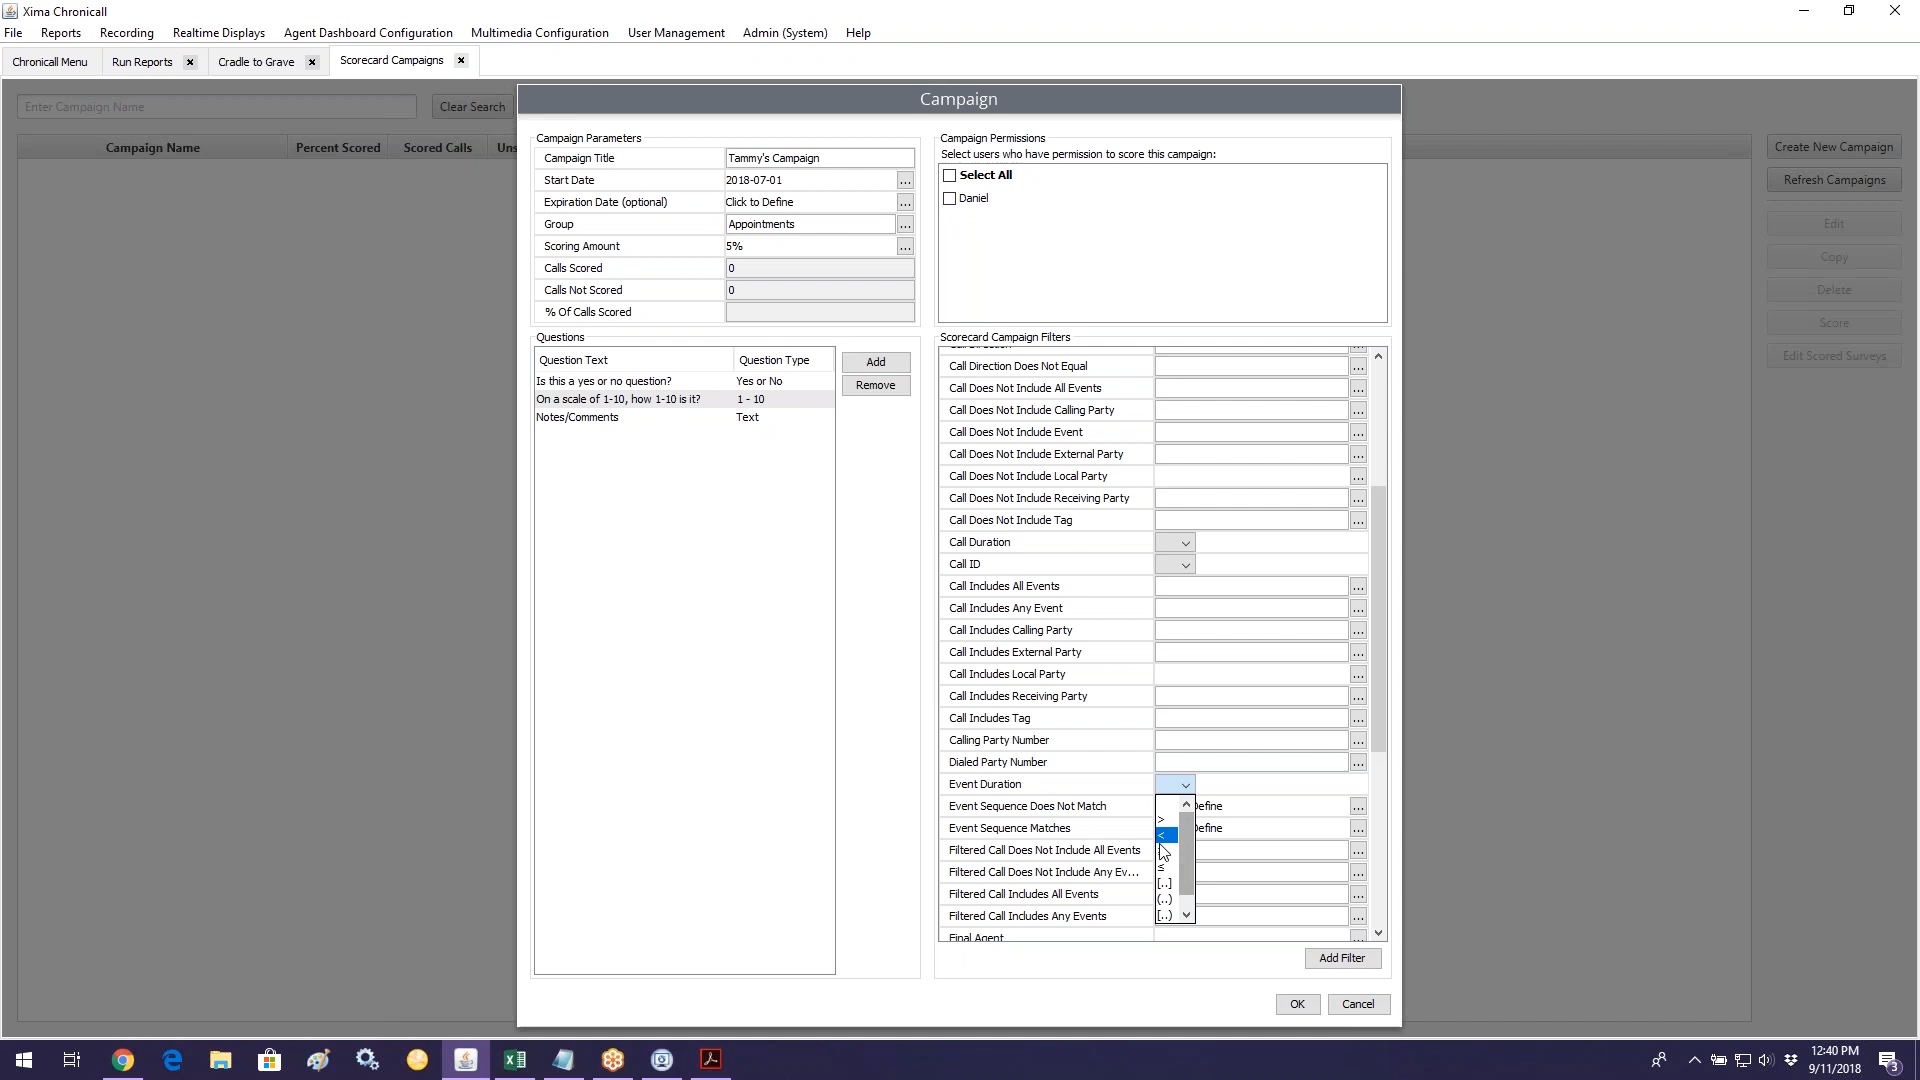 Xima Chronicall
File Reports Recording Realtime Displays Agent Dashboard Configuration Multimedia Configuration User Management Admin (System) Help
Chronicall Menu Run Reports Cradle to Grave Scorecard Campaigns
Enter Campaign Name Clear Search
Campaign Name Percent Scored Scored Calls Uns
Campaign
Campaign Parameters
Campaign Title Tammy's Campaign
Start Date 2018-07-01 ...
Expiration Date (optional) Click to Define ...
Group Appointments ...
Scoring Amount 5% ...
Calls Scored 0
Calls Not Scored 0
% Of Calls Scored
Campaign Permissions
Select users who have permission to score this campaign:
Select All
Daniel
Create New Campaign
Refresh Campaigns
Edit
Copy
Delete
Score
Edit Scored Surveys
Questions
Question Text Question Type
Is this a yes or no question? Yes or No
On a scale of 1-10, how 1-10 is it? 1 - 10
Notes/Comments Text
Add
Remove
Scorecard Campaign Filters
Call Direction ...
Call Direction Does Not Equal ...
Call Does Not Include All Events ...
Call Does Not Include Calling Party ...
Call Does Not Include Event ...
Call Does Not Include External Party ...
Call Does Not Include Local Party ...
Call Does Not Include Receiving Party ...
Call Does Not Include Tag ...
Call Duration
Call ID
Call Includes All Events ...
Call Includes Any Event ...
Call Includes Calling Party ...
Call Includes External Party ...
Call Includes Local Party ...
Call Includes Receiving Party ...
Call Includes Tag ...
Calling Party Number ...
Dialed Party Number ...
Event Duration
Event Sequence Does Not Match Define ...
Event Sequence Matches Define ...
Filtered Call Does Not Include All Events ...
Filtered Call Does Not Include Any Ev... ...
Filtered Call Includes All Events ...
Filtered Call Includes Any Events ...
Final Agent ...
>
<
≤
[..]
(..)
[..)
Add Filter
OK Cancel
12:40 PM
9/11/2018
3